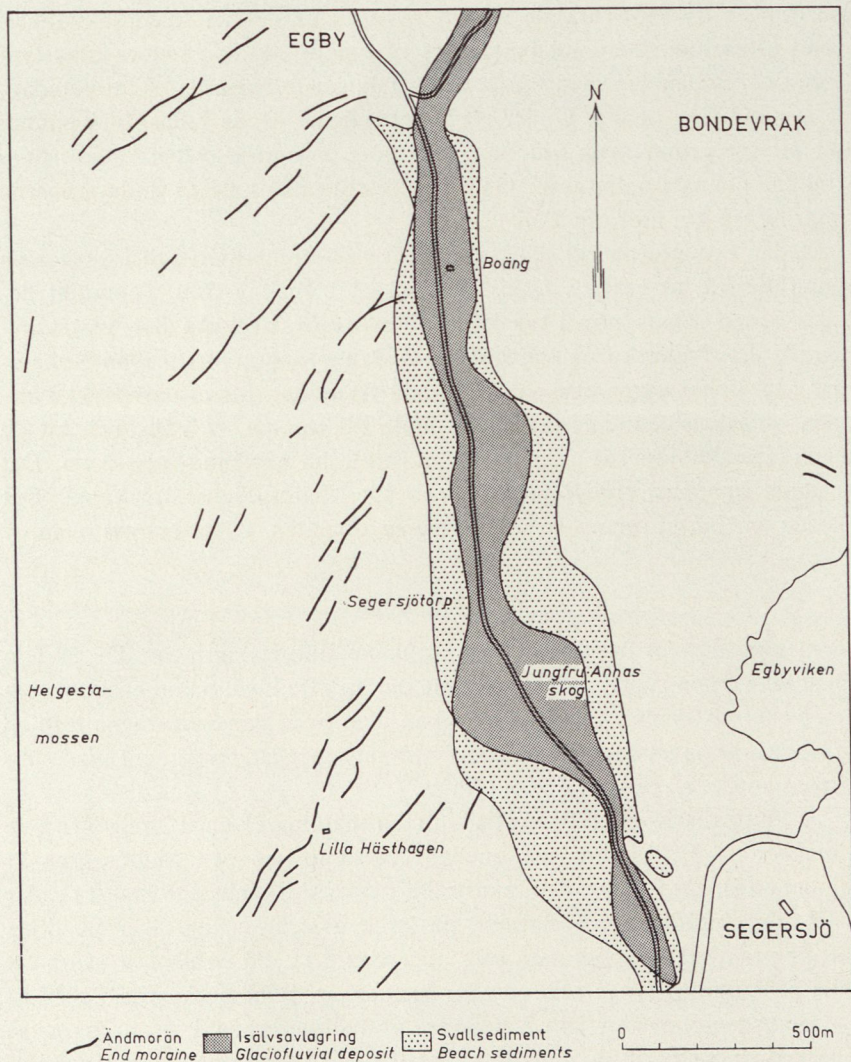 EGBY
N
BONDEVRAK
Boäng
Segersjötorp
Jungfru Annas
skog
Egbyviken
Helgesta-
mossen
Lilla Hästhagen
SEGERSJÖ
Ändmorän
End moraine
Isälvsavlagring
Glaciofluvial deposit
Svallsediment
Beach sediments
0 500m